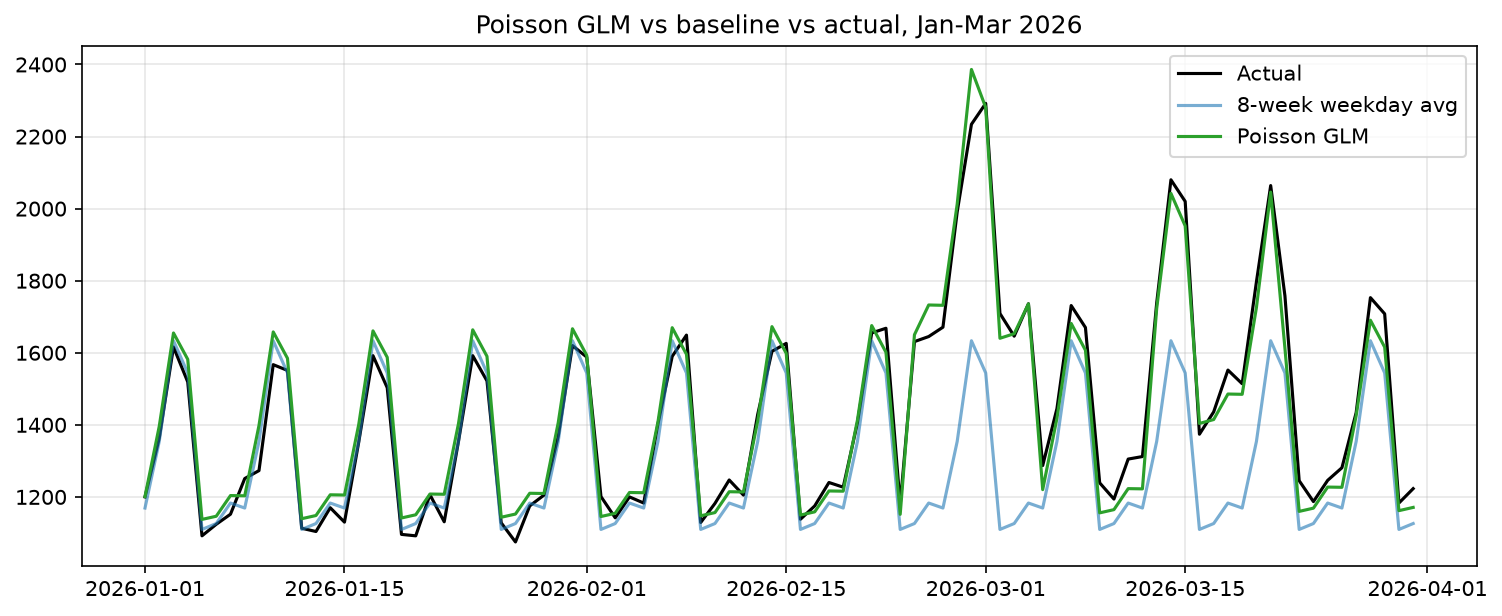 Poisson GLM vs baseline vs actual, Jan-Mar 2026
Actual
8-week weekday avg
Poisson GLM
2400
2200
2000
1800
1600
1400
1200
2026-01-01 2026-01-15 2026-02-01 2026-02-15 2026-03-01 2026-03-15 2026-04-01